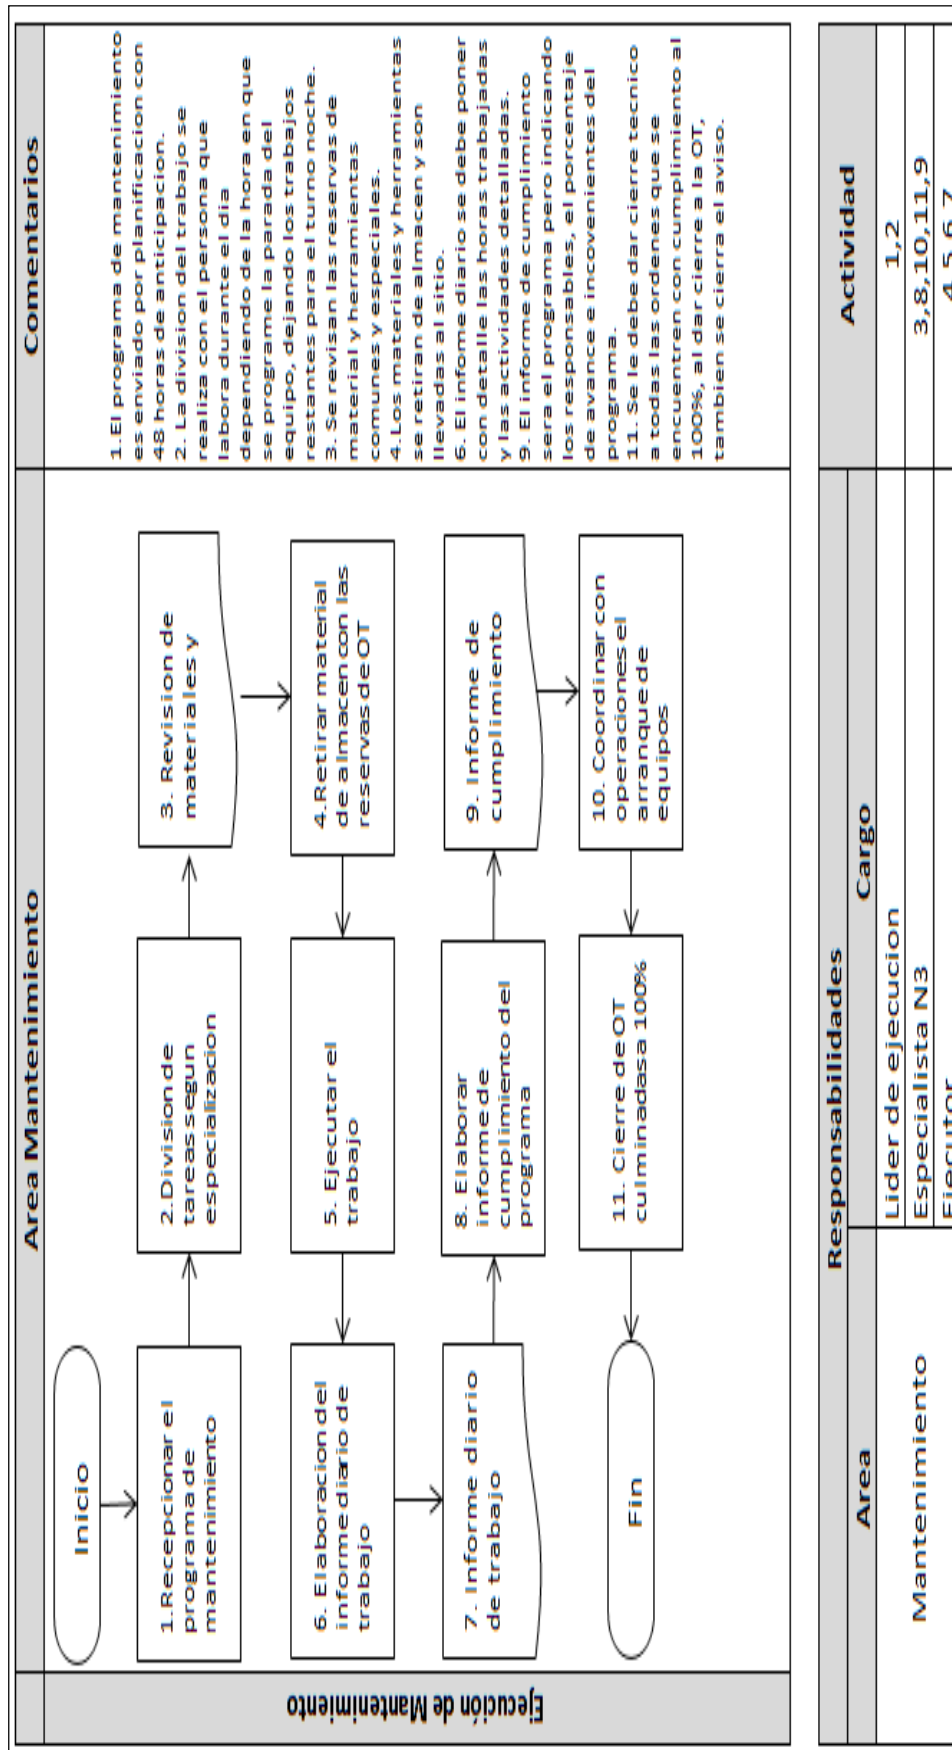 Area Mantenimiento
Comentarios
Ejecución de Mantenimiento
Inicio
1.Recepcionar el
programa de
mantenimiento
2.Division de
tareas segun
especializacion
3. Revision de
materiales y
4.Retirar material
de almacen con las
reservas de OT
5. Ejecutar el
trabajo
6. Elaboracion del
informe diario de
trabajo
7. Informe diario
de trabajo
8. Elaborar
informe de
cumplimiento del
programa
9. Informe de
cumplimiento
10. Coordinar con
operaciones el
arranque de
equipos
11. Cierre de OT
culminadas a 100%
Fin
1.El programa de mantenimiento
es enviado por planificacion con
48 horas de anticipacion.
2. La division del trabajo se
realiza con el persona que
labora durante el dia
dependiendo de la hora en que
se programe la parada del
equipo, dejando los trabajos
restantes para el turno noche.
3. Se revisan las reservas de
material y herramientas
comunes y especiales.
4.Los materiales y herramientas
se retiran de almacen y son
llevadas al sitio.
6. El informe diario se debe poner
con detalle las horas trabajadas
y las actividades detalladas.
9. El informe de cumplimiento
sera el programa pero indicando
los responsables, el porcentaje
de avance e incovenientes del
programa.
11. Se le debe dar cierre tecnico
a todas las ordenes que se
encuentren con cumplimiento al
100%, al dar cierre a la OT,
tambien se cierra el aviso.
Responsabilidades
Actividad
Area
Cargo
Mantenimiento
Lider de ejecucion
1,2
Especialista N3
3,8,10,11,9
Ejecutor
4,5,6,7